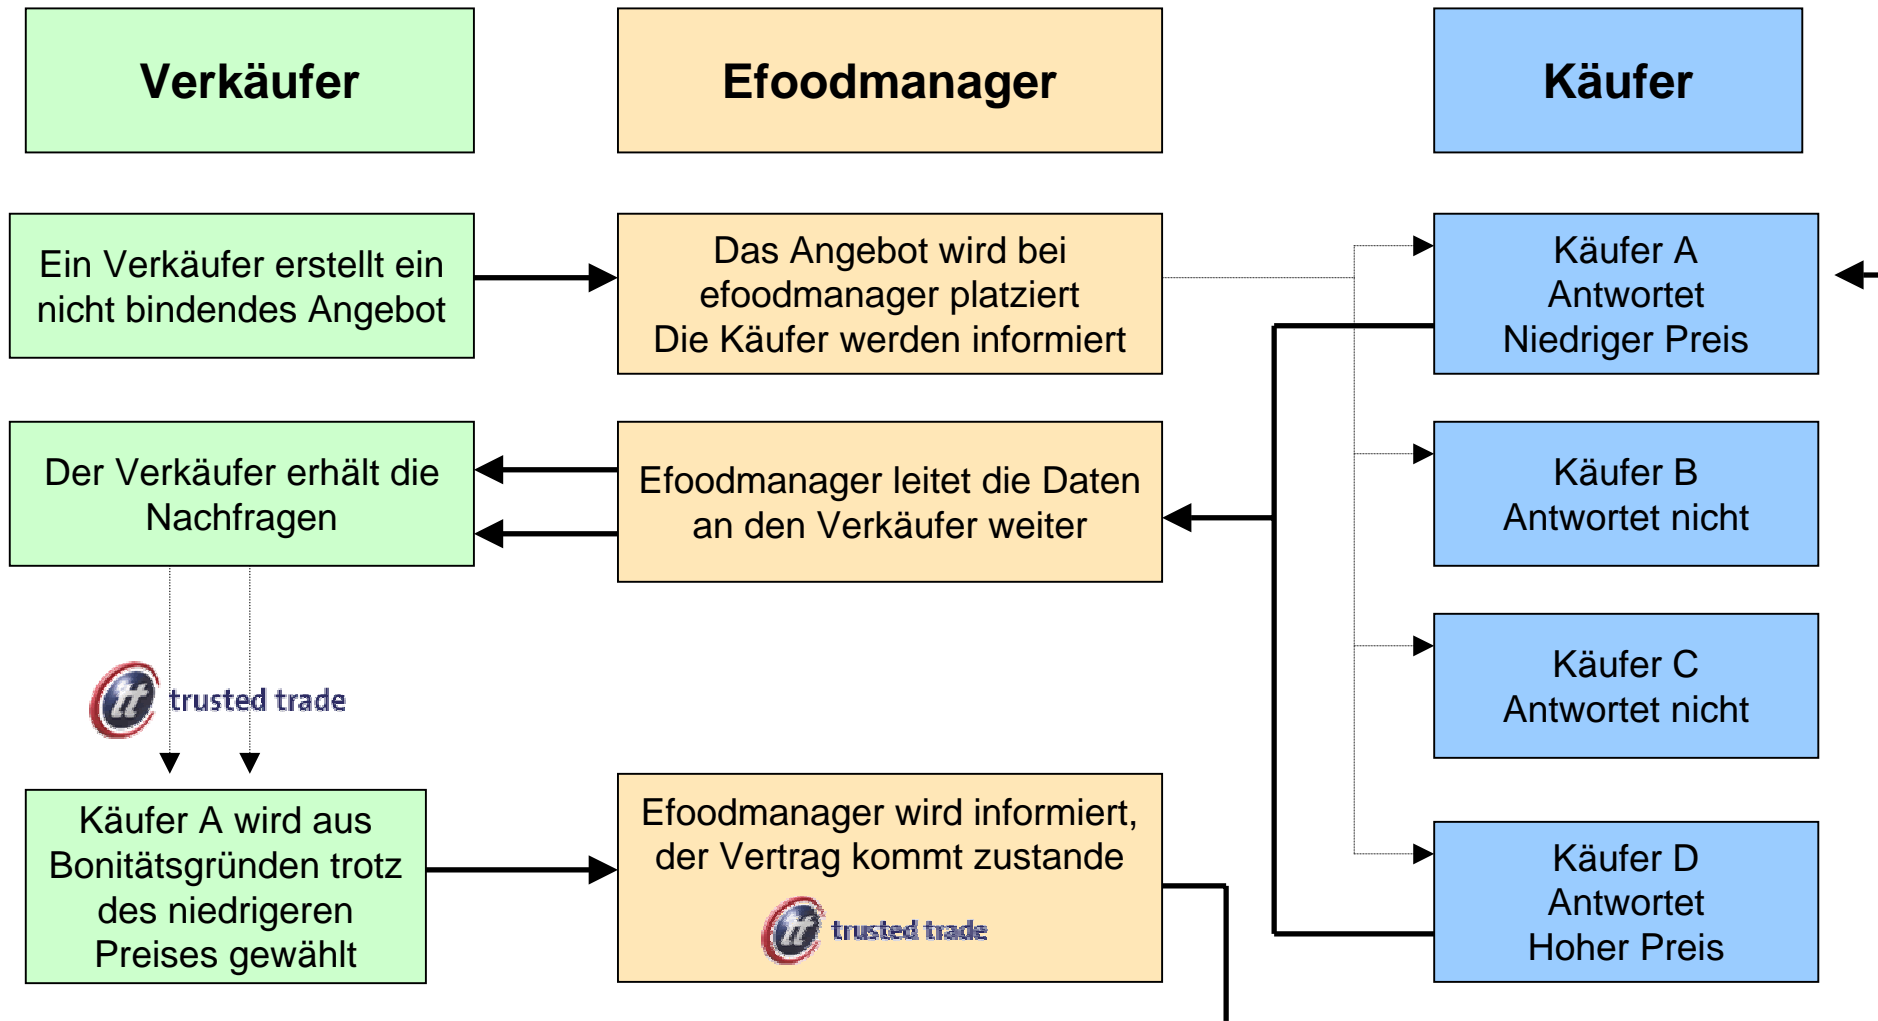 Verkäufer
Efoodmanager
Käufer
Ein Verkäufer erstellt ein
nicht bindendes Angebot
Das Angebot wird bei
efoodmanager platziert
Die Käufer werden informiert
Käufer A
Antwortet
Niedriger Preis
Der Verkäufer erhält die
Nachfragen
Efoodmanager leitet die Daten
an den Verkäufer weiter
Käufer B
Antwortet nicht
Käufer C
Antwortet nicht
tt trusted trade
Käufer A wird aus
Bonitätsgründen trotz
des niedrigeren
Preises gewählt
Efoodmanager wird informiert,
der Vertrag kommt zustande
tt trusted trade
Käufer D
Antwortet
Hoher Preis